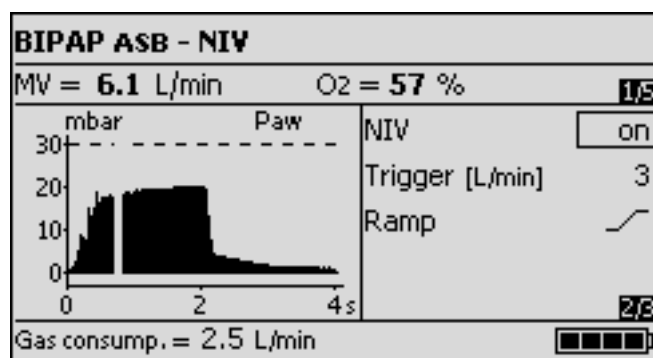 BIPAP ASB - NIV
MV = 6.1 L/min O2 = 57 %
1/5
mbar Paw
30
20
10
0
0 2 4 s
NIV on
Trigger [L/min] 3
Ramp
2/3
Gas consump. = 2.5 L/min